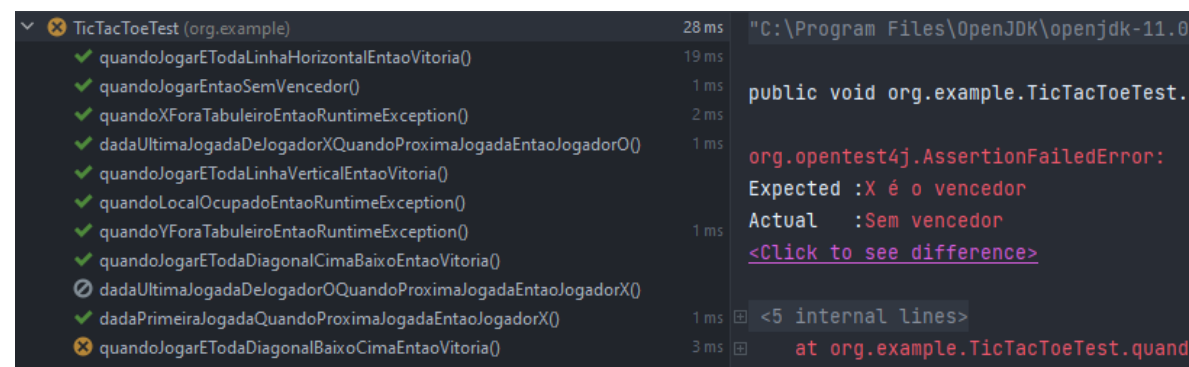 TicTacToeTest (org.example) 28 ms
quandoJogarETodaLinhaHorizontalEntaoVitoria() 19 ms
quandoJogarEntaoSemVencedor() 1 ms
quandoXForaTabuleiroEntaoRuntimeException() 2 ms
dadaUltimaJogadaDeJogadorXQuandoProximaJogadaEntaoJogadorO() 1 ms
quandoJogarETodaLinhaVerticalEntaoVitoria()
quandoLocalOcupadoEntaoRuntimeException()
quandoYForaTabuleiroEntaoRuntimeException() 1 ms
quandoJogarETodaDiagonalCimaBaixoEntaoVitoria()
dadaUltimaJogadaDeJogadorOQuandoProximaJogadaEntaoJogadorX()
dadaPrimeiraJogadaQuandoProximaJogadaEntaoJogadorX() 1 ms
quandoJogarETodaDiagonalBaixoCimaEntaoVitoria() 3 ms
"C:\Program Files\OpenJDK\openjdk-11.0
public void org.example.TicTacToeTest.
org.opentest4j.AssertionFailedError:
Expected :X é o vencedor
Actual :Sem vencedor
<Click to see difference>
<5 internal lines>
at org.example.TicTacToeTest.quand